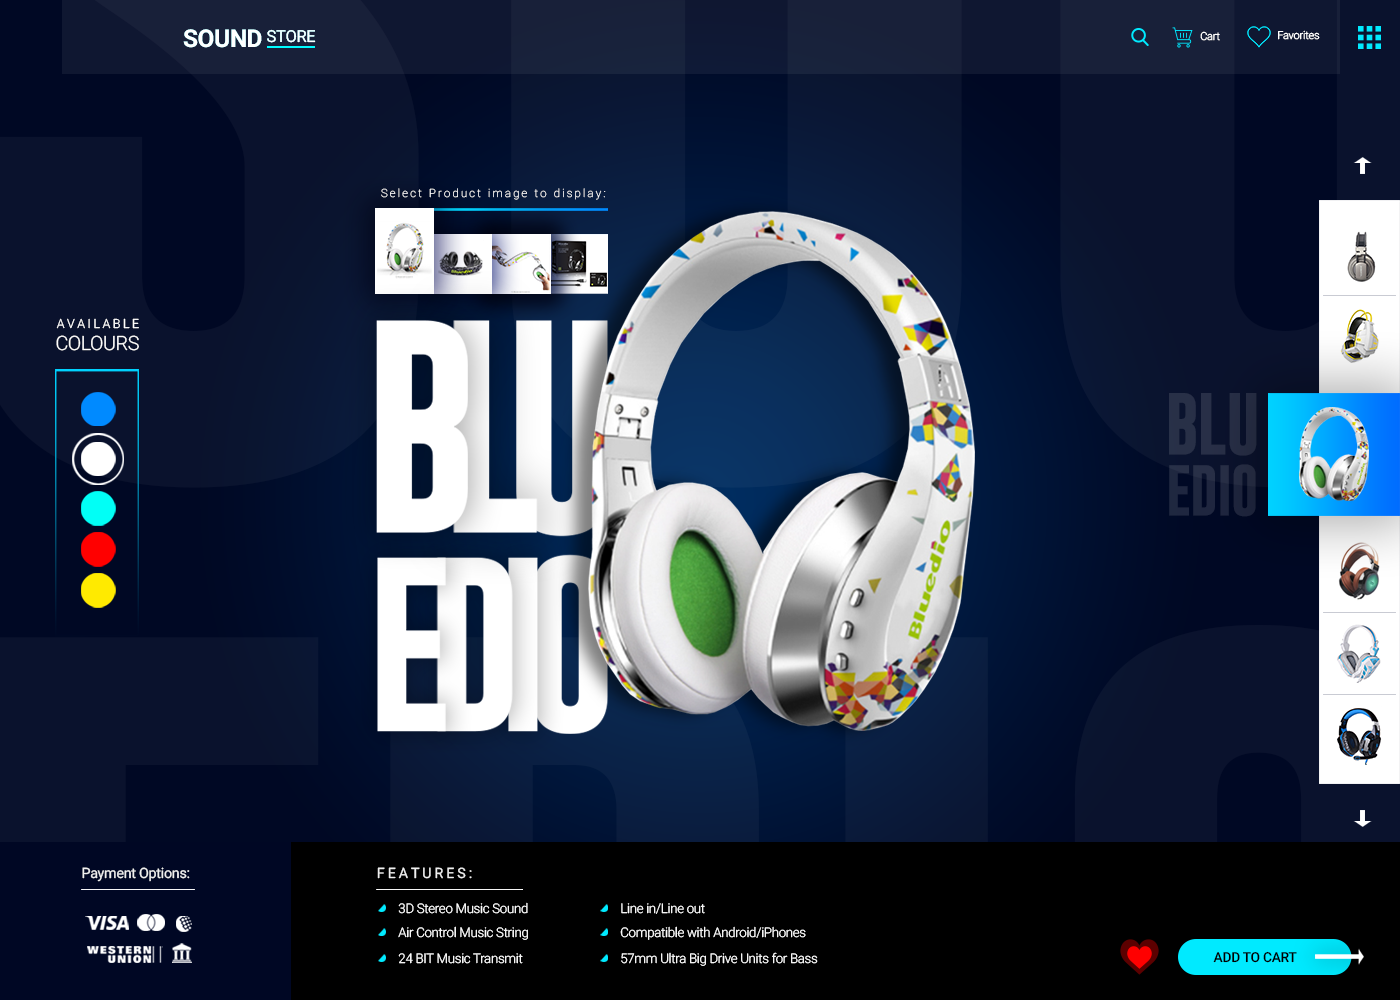 SOUND STORE
Cart
Favorites
Select Product image to display:
AVAILABLE
COLOURS
BLU
EDIO
Bluedio
BLU
EDIO
Payment Options:
VISA
WESTERN
UNION
FEATURES:
3D Stereo Music Sound
Air Control Music String
24 BIT Music Transmit
Line in/Line out
Compatible with Android/iPhones
57mm Ultra Big Drive Units for Bass
ADD TO CART